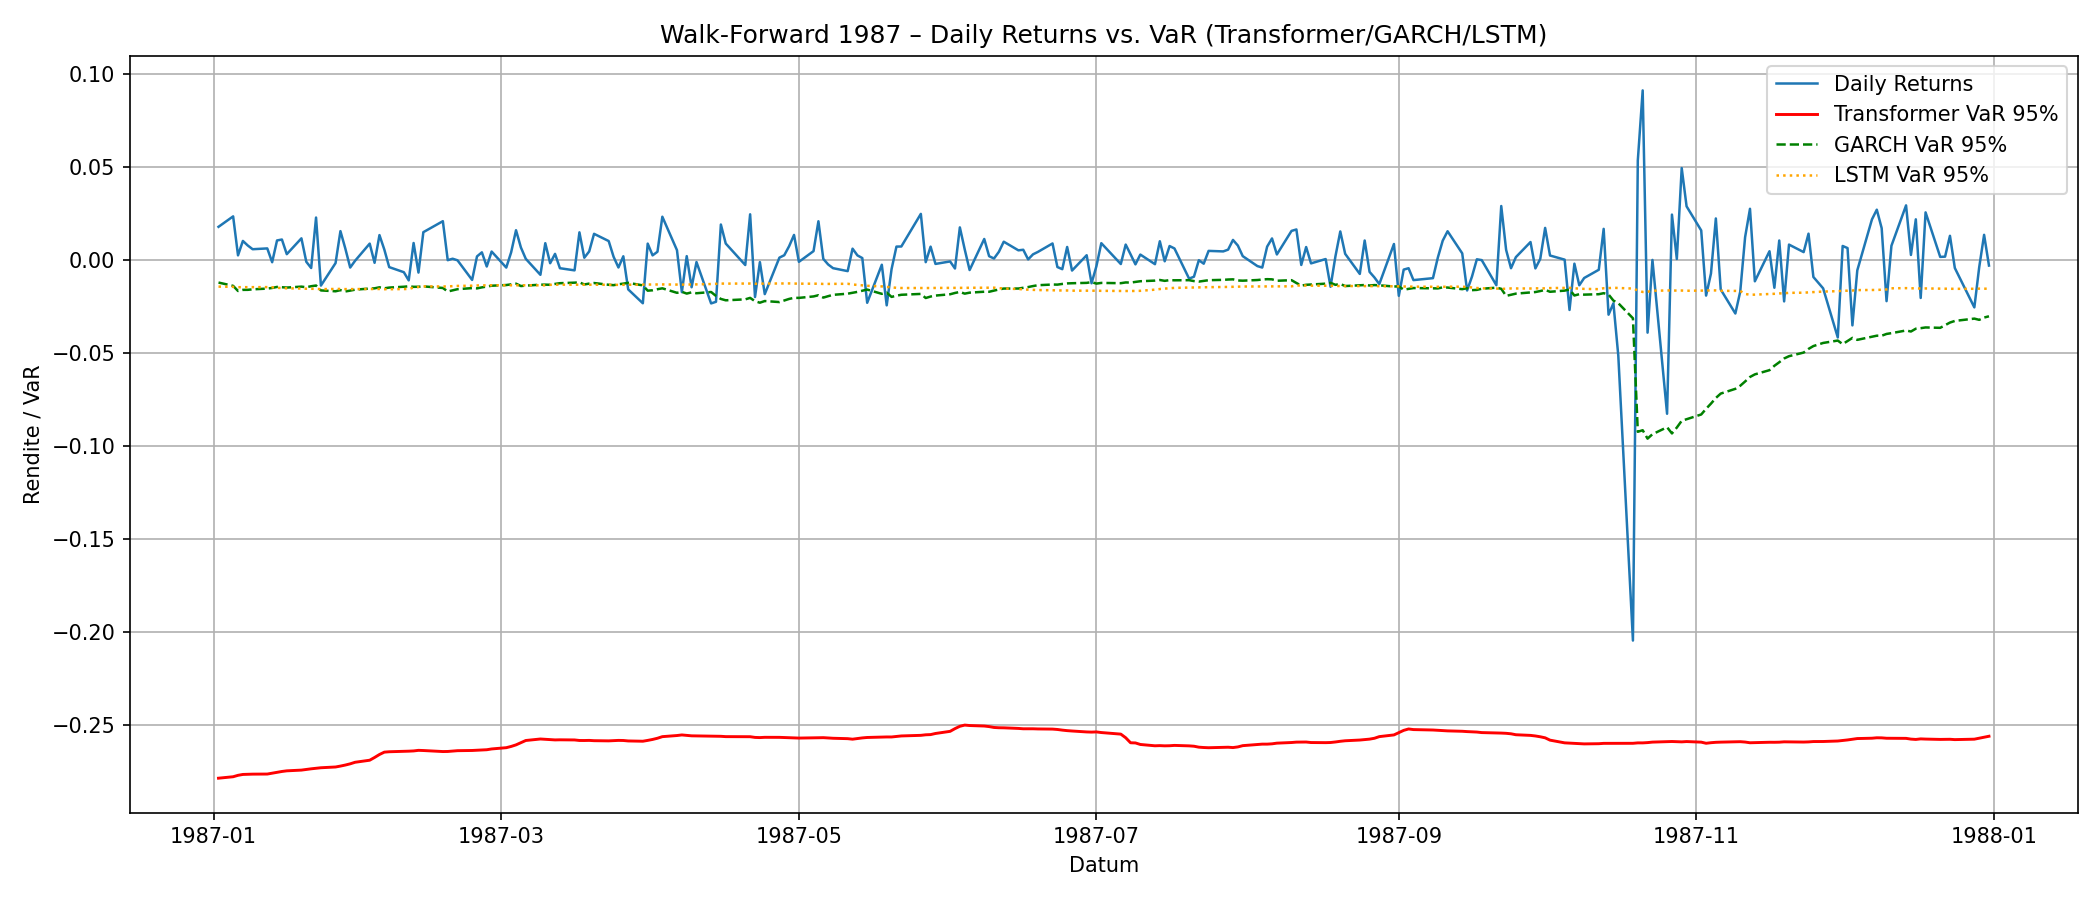 Walk-Forward 1987 – Daily Returns vs. VaR (Transformer/GARCH/LSTM)
Daily Returns
Transformer VaR 95%
GARCH VaR 95%
LSTM VaR 95%
Rendite / VaR
0.10
0.05
0.00
−0.05
−0.10
−0.15
−0.20
−0.25
1987-01 1987-03 1987-05 1987-07 1987-09 1987-11 1988-01
Datum